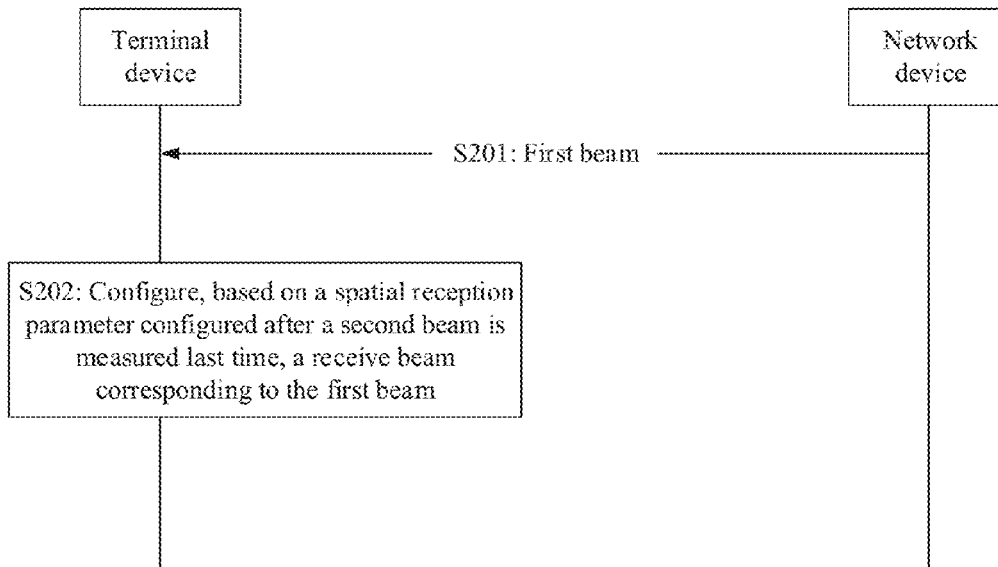 Terminal
device
Network
device
S201: First beam
S202: Configure, based on a spatial reception
parameter configured after a second beam is
measured last time, a receive beam
corresponding to the first beam